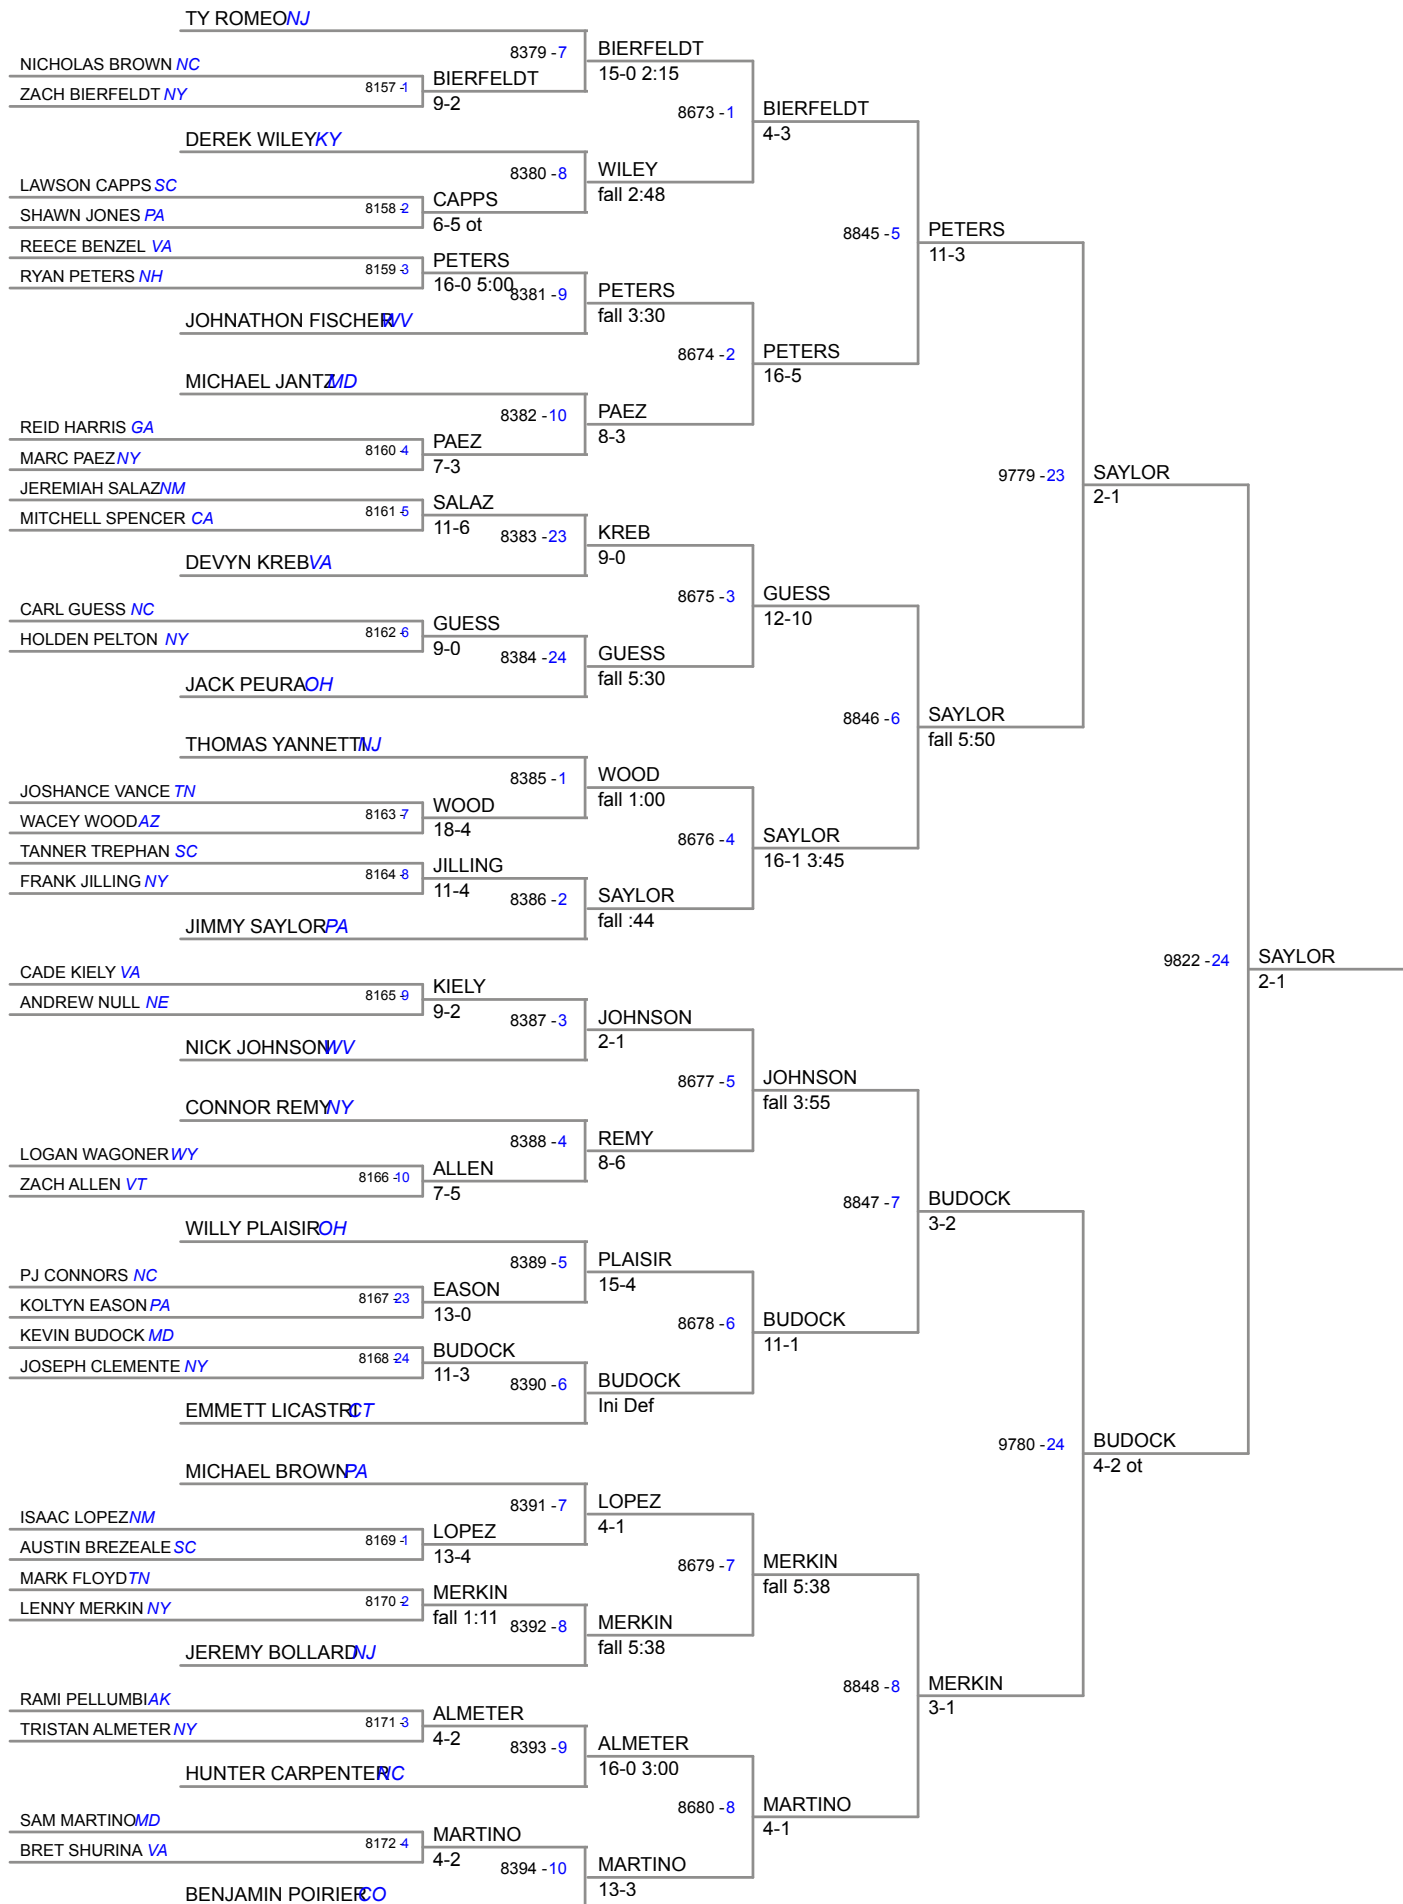 TY ROMEO NJ
8379 - 7
BIERFELDT
15-0 2:15
NICHOLAS BROWN NC
ZACH BIERFELDT NY
8157 -1
BIERFELDT
9-2
8673 - 1
BIERFELDT
4-3
DEREK WILEY KY
8380 - 8
WILEY
fall 2:48
LAWSON CAPPS SC
SHAWN JONES PA
8158 -2
CAPPS
6-5 ot
8845 - 5
PETERS
11-3
REECE BENZEL VA
RYAN PETERS NH
8159 -3
PETERS
16-0 5:00
8381 - 9
PETERS
fall 3:30
JOHNATHON FISCHER WV
8674 - 2
PETERS
16-5
MICHAEL JANTZ MD
8382 - 10
PAEZ
8-3
REID HARRIS GA
MARC PAEZ NY
8160 -4
PAEZ
7-3
9779 - 23
SAYLOR
2-1
JEREMIAH SALAZ NM
MITCHELL SPENCER CA
8161 -5
SALAZ
11-6
8383 - 23
KREB
9-0
DEVYN KREB VA
8675 - 3
GUESS
12-10
CARL GUESS NC
HOLDEN PELTON NY
8162 -6
GUESS
9-0
8384 - 24
GUESS
fall 5:30
JACK PEURA OH
8846 - 6
SAYLOR
fall 5:50
THOMAS YANNETTI NJ
8385 - 1
WOOD
fall 1:00
JOSHANCE VANCE TN
WACEY WOOD AZ
8163 -7
WOOD
18-4
8676 - 4
SAYLOR
16-1 3:45
TANNER TREPHAN SC
FRANK JILLING NY
8164 -8
JILLING
11-4
8386 - 2
SAYLOR
fall :44
JIMMY SAYLOR PA
9822 - 24
SAYLOR
2-1
CADE KIELY VA
ANDREW NULL NE
8165 -9
KIELY
9-2
8387 - 3
JOHNSON
2-1
NICK JOHNSON WV
8677 - 5
JOHNSON
fall 3:55
CONNOR REMY NY
8388 - 4
REMY
8-6
LOGAN WAGONER WY
ZACH ALLEN VT
8166 -10
ALLEN
7-5
8847 - 7
BUDOCK
3-2
WILLY PLAISIR OH
8389 - 5
PLAISIR
15-4
PJ CONNORS NC
KOLTYN EASON PA
8167 -23
EASON
13-0
8678 - 6
BUDOCK
11-1
KEVIN BUDOCK MD
JOSEPH CLEMENTE NY
8168 -24
BUDOCK
11-3
8390 - 6
BUDOCK
Ini Def
EMMETT LICASTRI CT
9780 - 24
BUDOCK
4-2 ot
MICHAEL BROWN PA
8391 - 7
LOPEZ
4-1
ISAAC LOPEZ NM
AUSTIN BREZEALE SC
8169 -1
LOPEZ
13-4
8679 - 7
MERKIN
fall 5:38
MARK FLOYD TN
LENNY MERKIN NY
8170 -2
MERKIN
fall 1:11
8392 - 8
MERKIN
fall 5:38
JEREMY BOLLARD NJ
8848 - 8
MERKIN
3-1
RAMI PELLUMBI AK
TRISTAN ALMETER NY
8171 -3
ALMETER
4-2
8393 - 9
ALMETER
16-0 3:00
HUNTER CARPENTER NC
8680 - 8
MARTINO
4-1
SAM MARTINO MD
BRET SHURINA VA
8172 -4
MARTINO
4-2
8394 - 10
MARTINO
13-3
BENJAMIN POIRIER CO